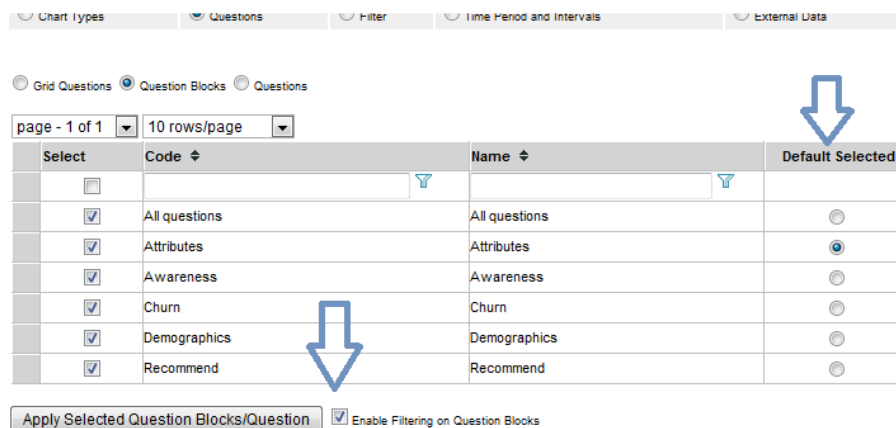 Chart Types Questions Filter Time Period and Intervals External Data
Grid Questions Question Blocks Questions
page - 1 of 1 10 rows/page
Select Code Name Default Selected
All questions All questions
Attributes Attributes
Awareness Awareness
Churn Churn
Demographics Demographics
Recommend Recommend
Apply Selected Question Blocks/Question Enable Filtering on Question Blocks